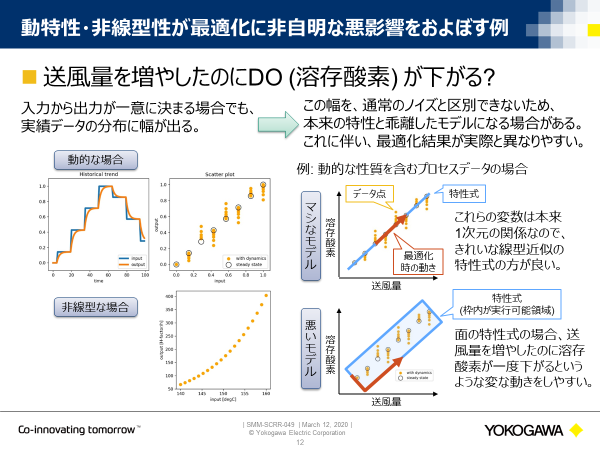 動特性・非線型性が最適化に非自明な悪影響をおよぼす例
送風量を増やしたのにDO (溶存酸素) が下がる?
入力から出力が一意に決まる場合でも、
実績データの分布に幅が出る。
この幅を、通常のノイズと区別できないため、
本来の特性と乖離したモデルになる場合がある。
これに伴い、最適化結果が実際と異なりやすい。
動的な場合
Historical trend
1.0
0.8
0.6
0.4
0.2
0.0
0 20 40 60 80 100
time
input
output
Scatter plot
output
1.0
0.8
0.6
0.4
0.2
0.0
0.0 0.2 0.4 0.6 0.8 1.0
input
with dynamics
steady state
非線型な場合
400
350
300
250
200
150
100
50
140 145 150 155 160
input [degC]
例: 動的な性質を含むプロセスデータの場合
マシなモデル
データ点
特性式
溶存酸素
最適化
時の動き
送風量
これらの変数は本来
1次元の関係なので、
きれいな線型近似の
特性式の方が良い。
悪いモデル
特性式
(枠内が実行可能領域)
溶存酸素
with dynamics
steady state
送風量
面の特性式の場合、送
風量を増やしたのに溶存
酸素が一度下がるという
ような変な動きをしやすい。
Co-innovating tomorrow™
| SMM-SCRR-049 | March 12, 2020 |
© Yokogawa Electric Corporation
12
YOKOGAWA